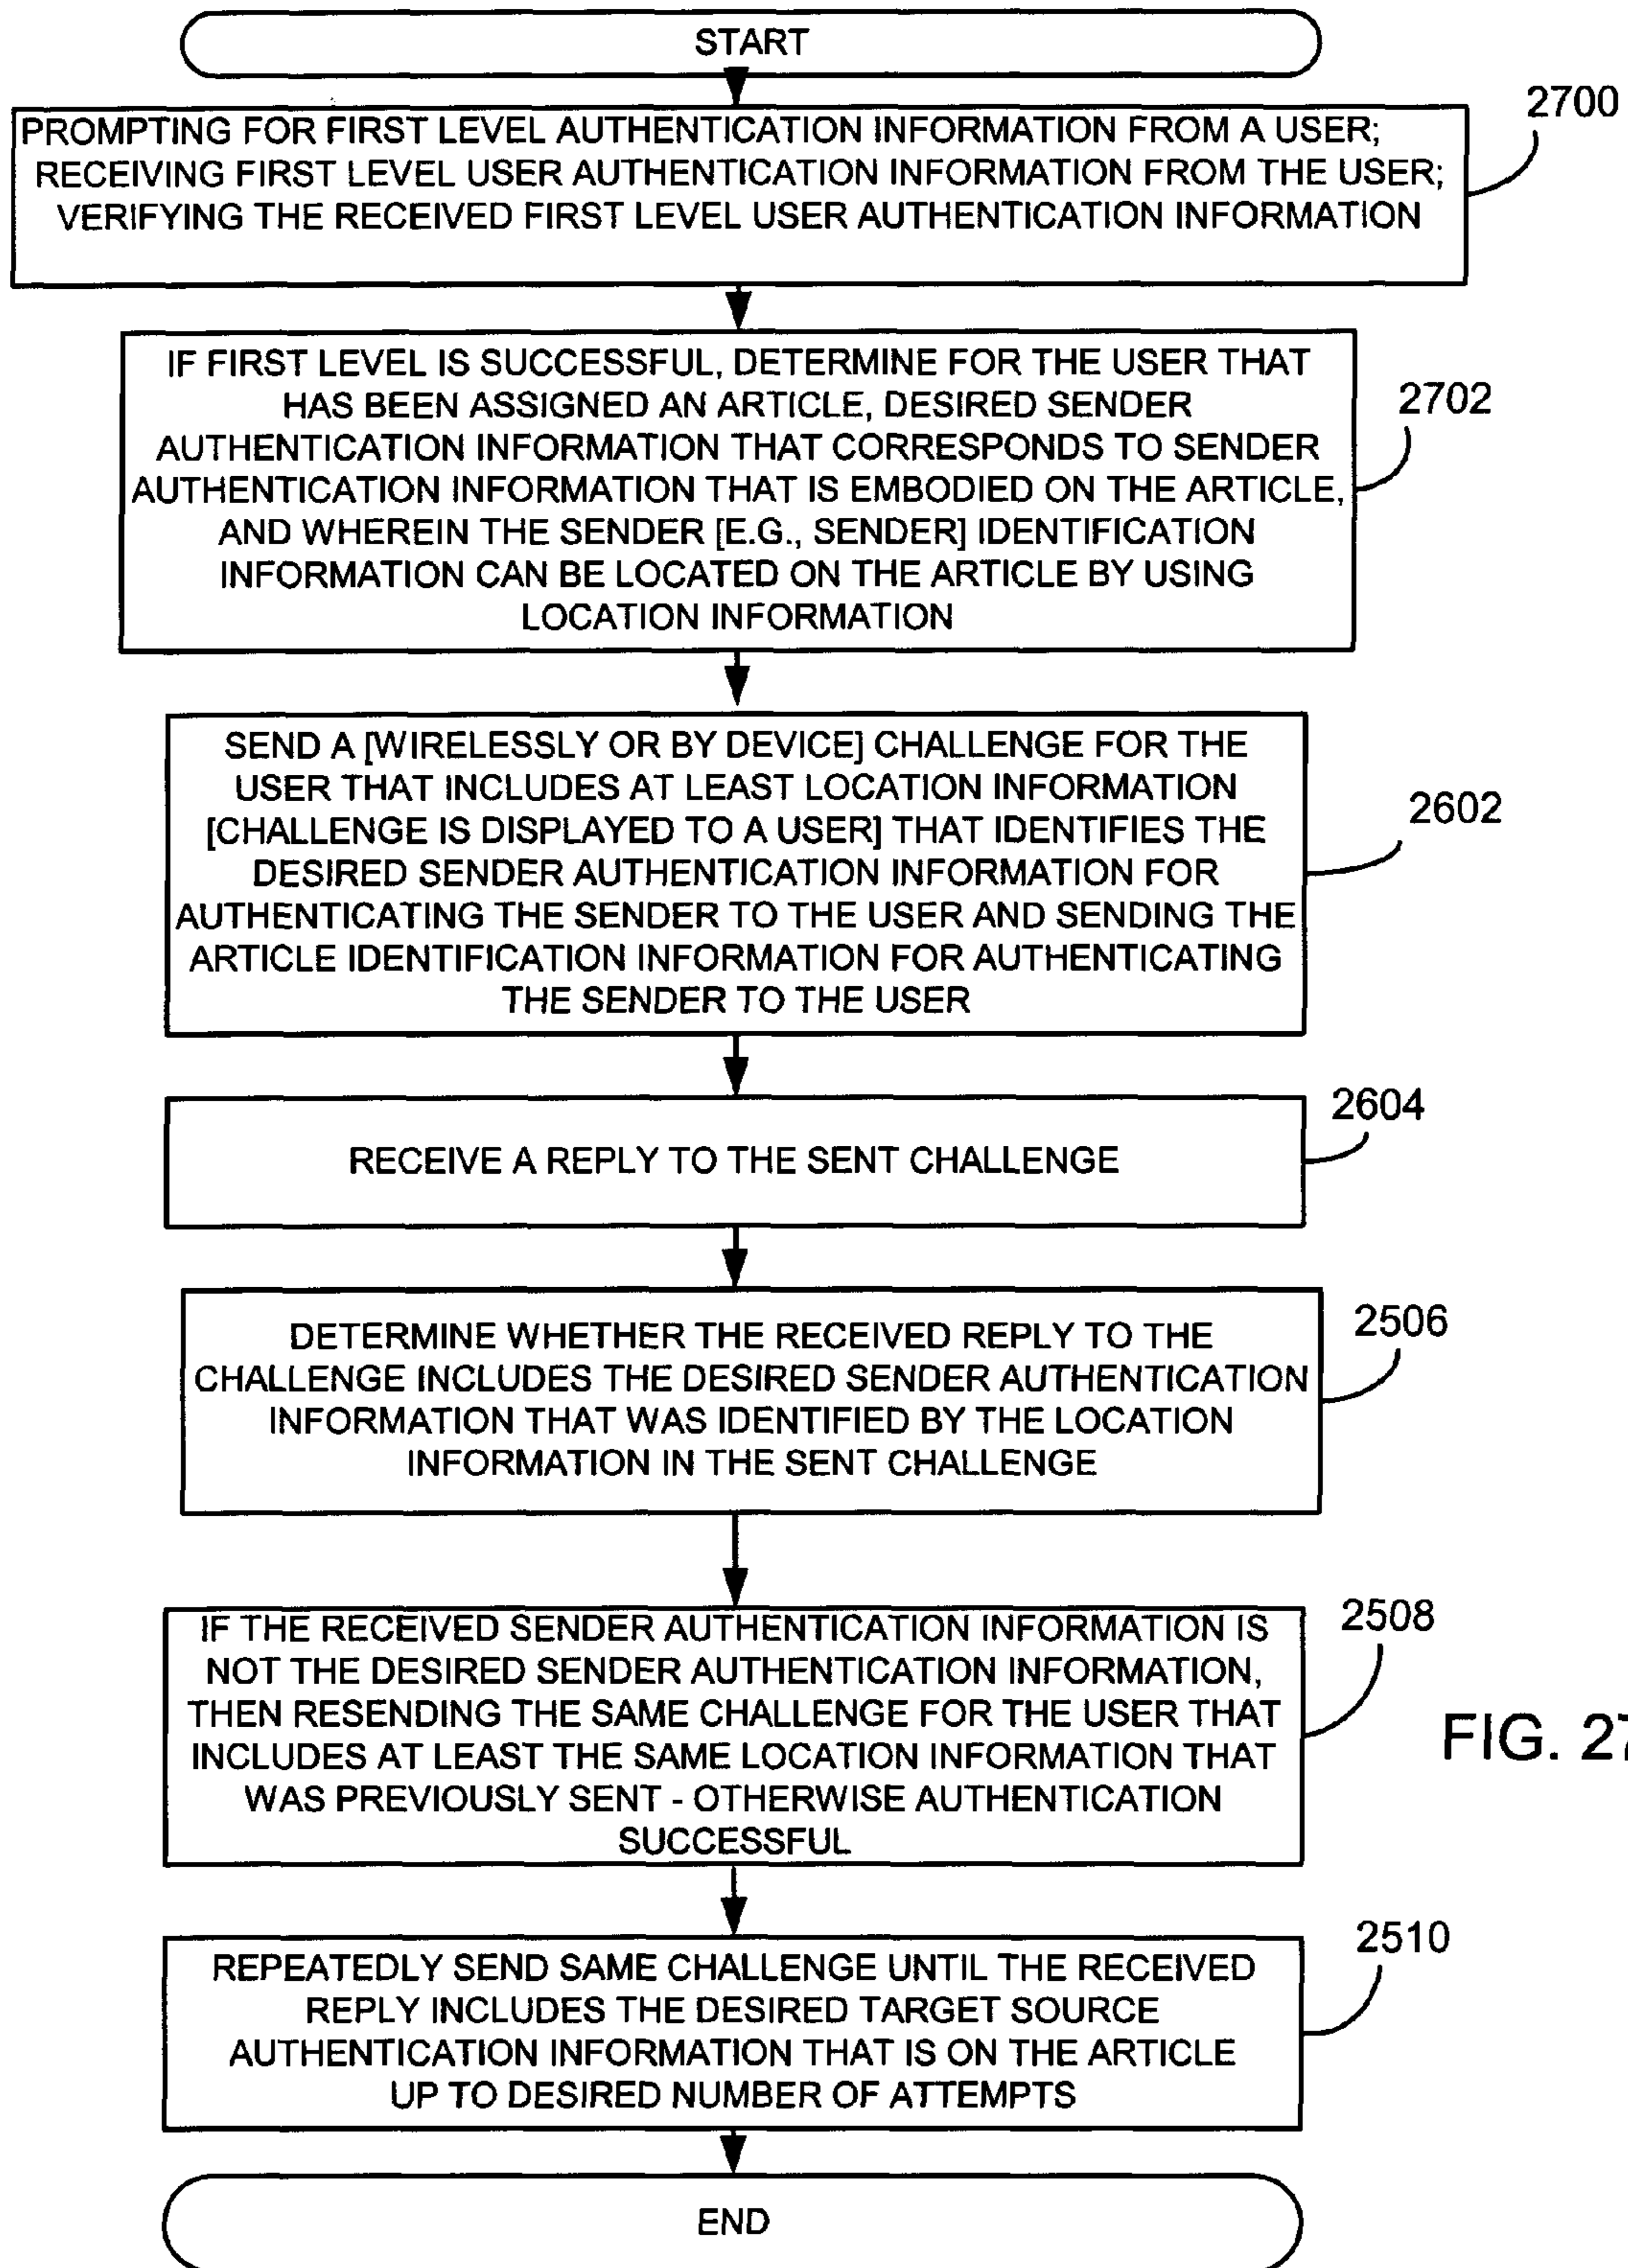 START
2700
PROMPTING FOR FIRST LEVEL AUTHENTICATION INFORMATION FROM A USER;
RECEIVING FIRST LEVEL USER AUTHENTICATION INFORMATION FROM THE USER;
VERIFYING THE RECEIVED FIRST LEVEL USER AUTHENTICATION INFORMATION
IF FIRST LEVEL IS SUCCESSFUL, DETERMINE FOR THE USER THAT
HAS BEEN ASSIGNED AN ARTICLE, DESIRED SENDER
AUTHENTICATION INFORMATION THAT CORRESPONDS TO SENDER
AUTHENTICATION INFORMATION THAT IS EMBODIED ON THE ARTICLE,
AND WHEREIN THE SENDER [E.G., SENDER] IDENTIFICATION
INFORMATION CAN BE LOCATED ON THE ARTICLE BY USING
LOCATION INFORMATION
2702
SEND A [WIRELESSLY OR BY DEVICE] CHALLENGE FOR THE
USER THAT INCLUDES AT LEAST LOCATION INFORMATION
[CHALLENGE IS DISPLAYED TO A USER] THAT IDENTIFIES THE
DESIRED SENDER AUTHENTICATION INFORMATION FOR
AUTHENTICATING THE SENDER TO THE USER AND SENDING THE
ARTICLE IDENTIFICATION INFORMATION FOR AUTHENTICATING
THE SENDER TO THE USER
2602
2604
RECEIVE A REPLY TO THE SENT CHALLENGE
2506
DETERMINE WHETHER THE RECEIVED REPLY TO THE
CHALLENGE INCLUDES THE DESIRED SENDER AUTHENTICATION
INFORMATION THAT WAS IDENTIFIED BY THE LOCATION
INFORMATION IN THE SENT CHALLENGE
2508
IF THE RECEIVED SENDER AUTHENTICATION INFORMATION IS
NOT THE DESIRED SENDER AUTHENTICATION INFORMATION,
THEN RESENDING THE SAME CHALLENGE FOR THE USER THAT
INCLUDES AT LEAST THE SAME LOCATION INFORMATION THAT
WAS PREVIOUSLY SENT - OTHERWISE AUTHENTICATION
SUCCESSFUL
FIG. 27
2510
REPEATEDLY SEND SAME CHALLENGE UNTIL THE RECEIVED
REPLY INCLUDES THE DESIRED TARGET SOURCE
AUTHENTICATION INFORMATION THAT IS ON THE ARTICLE
UP TO DESIRED NUMBER OF ATTEMPTS
END